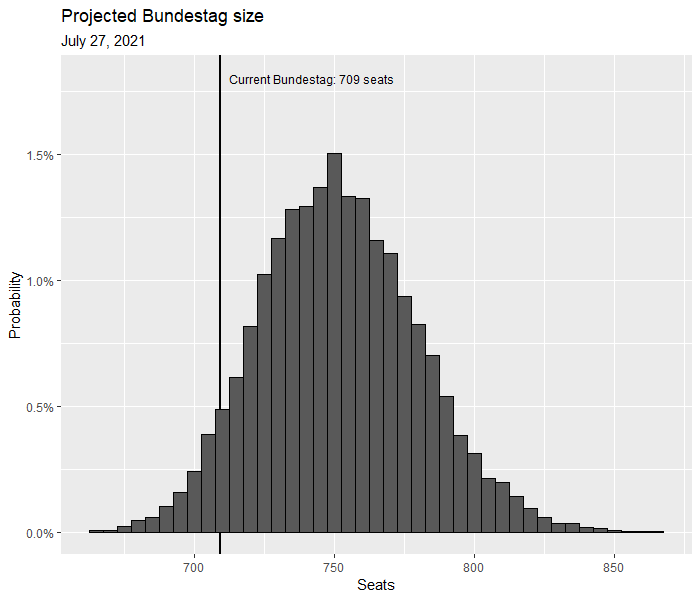 Projected Bundestag size
July 27, 2021
Current Bundestag: 709 seats
1.5%
1.0%
0.5%
0.0%
Probability
700 750 800 850
Seats